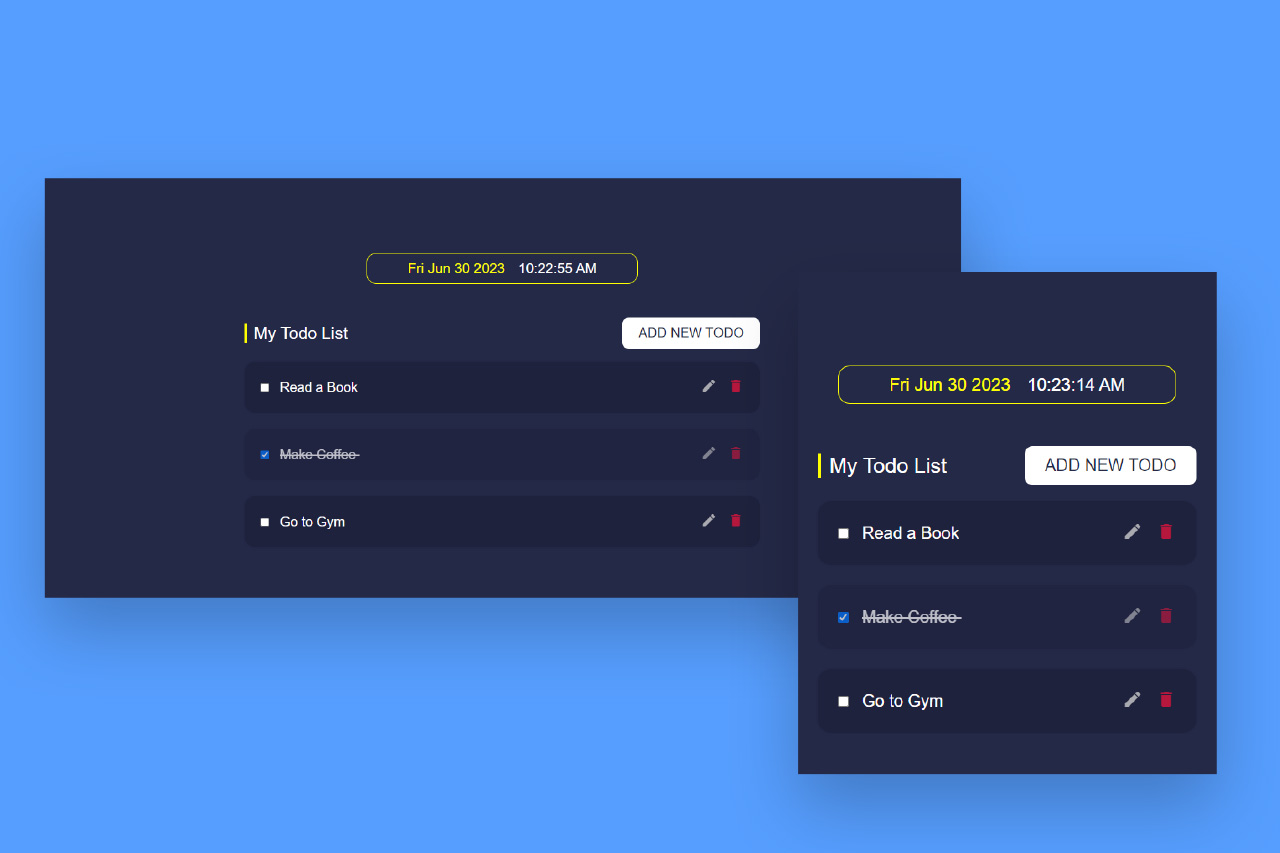 Fri Jun 30 2023 10:22:55 AM
My Todo List ADD NEW TODO
Read a Book
Make Coffee
Go to Gym
Fri Jun 30 2023 10:23:14 AM
My Todo List ADD NEW TODO
Read a Book
Make Coffee
Go to Gym